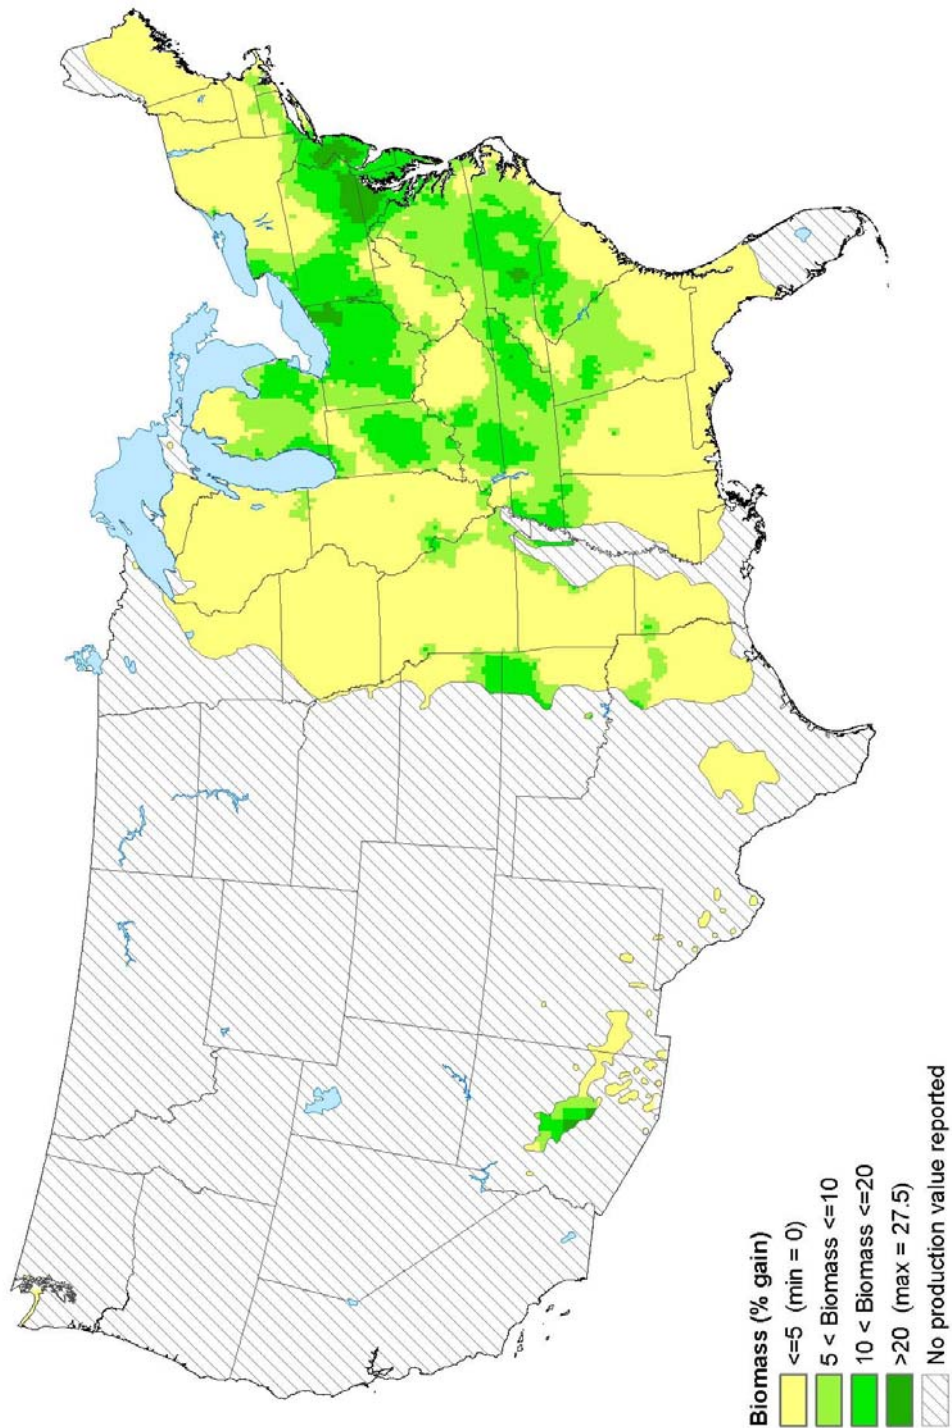 Biomass (% gain)
<=5 (min = 0)
5 < Biomass <=10
10 < Biomass <=20
>20 (max = 27.5)
No production value reported